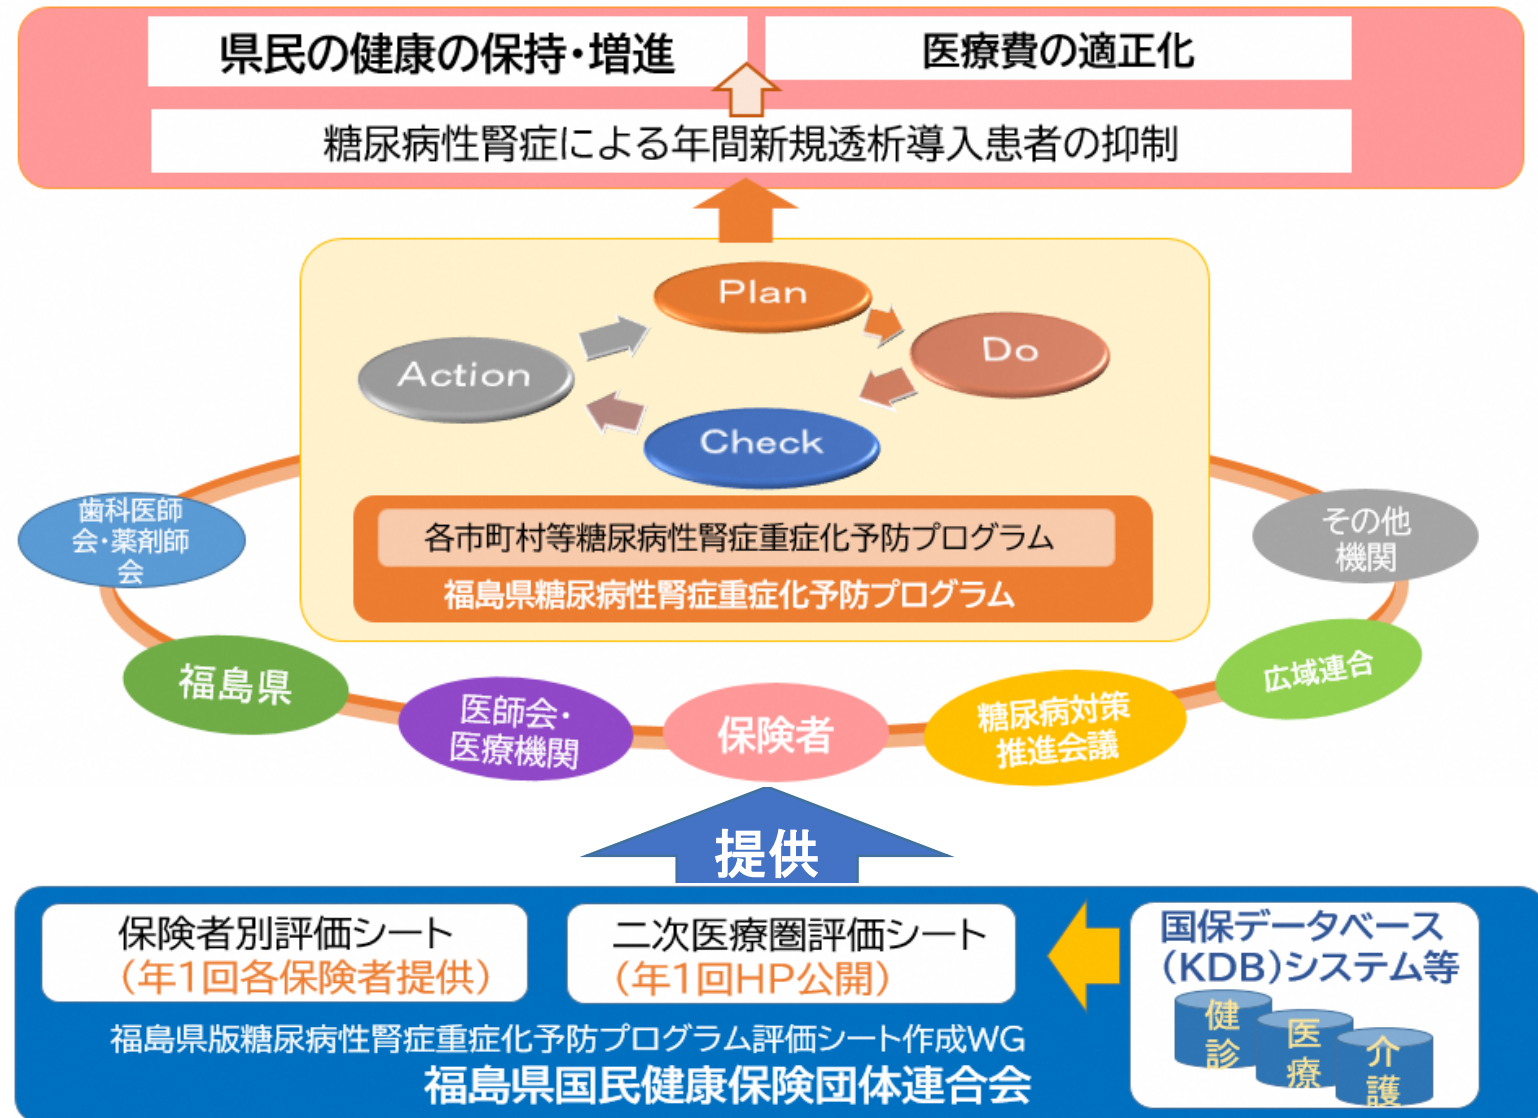 県民の健康の保持・増進
医療費の適正化
糖尿病性腎症による年間新規透析導入患者の抑制
Plan
Do
Action
Check
各市町村等糖尿病性腎症重症化予防プログラム
福島県糖尿病性腎症重症化予防プログラム
歯科医師
会・薬剤師
会
その他
機関
福島県
医師会・
医療機関
保険者
糖尿病対策
推進会議
広域連合
提供
保険者別評価シート
（年1回各保険者提供）
二次医療圏評価シート
（年1回HP公開）
国保データベース
（KDB）システム等
健
診
医
療
介
護
福島県版糖尿病性腎症重症化予防プログラム評価シート作成WG
福島県国民健康保険団体連合会